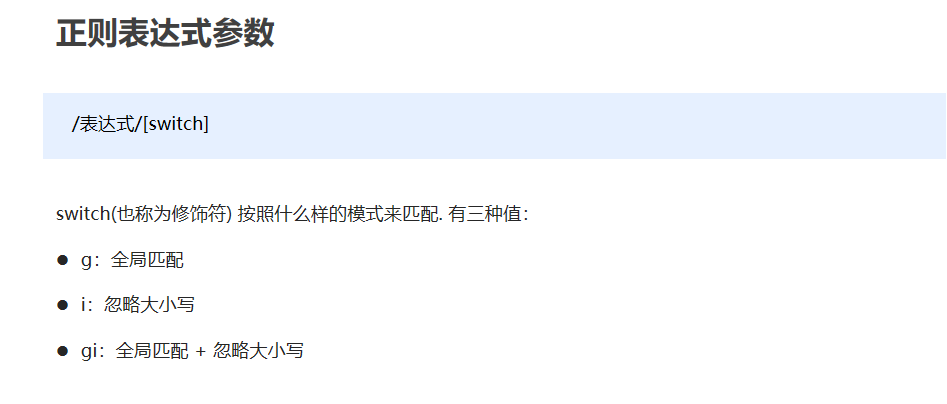 正则表达式参数
/表达式/[switch]
switch(也称为修饰符) 按照什么样的模式来匹配. 有三种值：
● g：全局匹配
● i：忽略大小写
● gi：全局匹配 + 忽略大小写